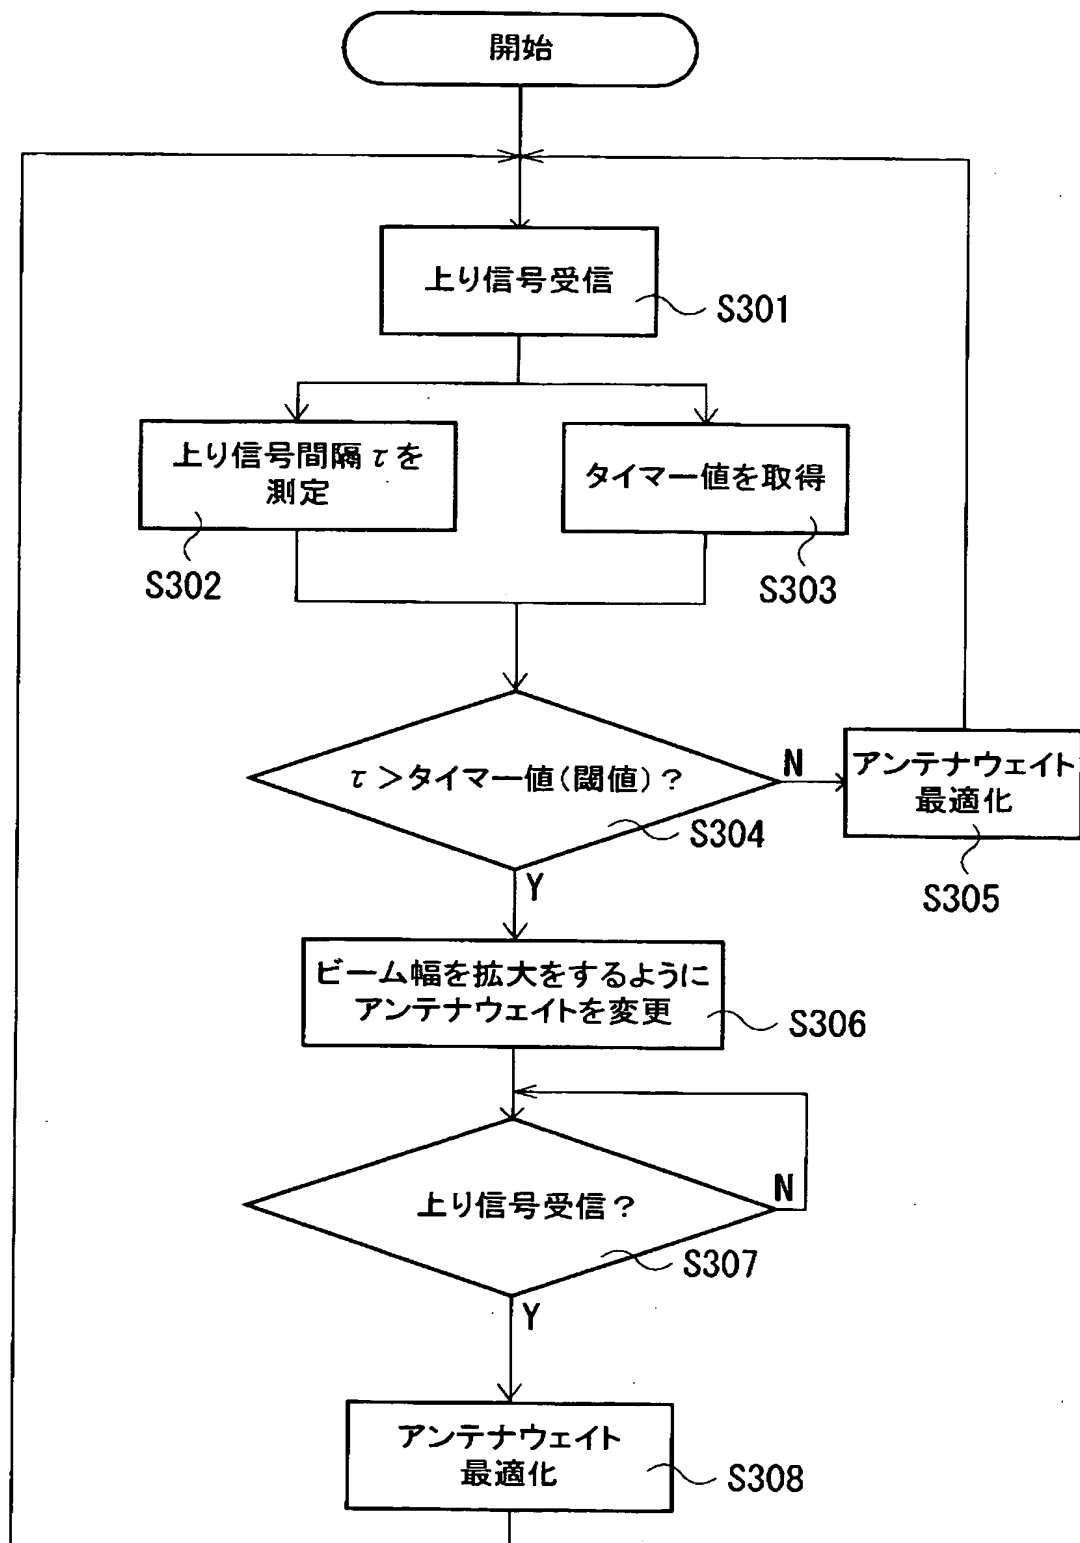 開始
上り信号受信
S301
上り信号間隔τを
測定
S302
タイマー値を取得
S303
τ＞タイマー値(閾値)？
S304
N
アンテナウェイト
最適化
S305
Y
ビーム幅を拡大をするように
アンテナウェイトを変更
S306
上り信号受信？
N
S307
Y
アンテナウェイト
最適化
S308